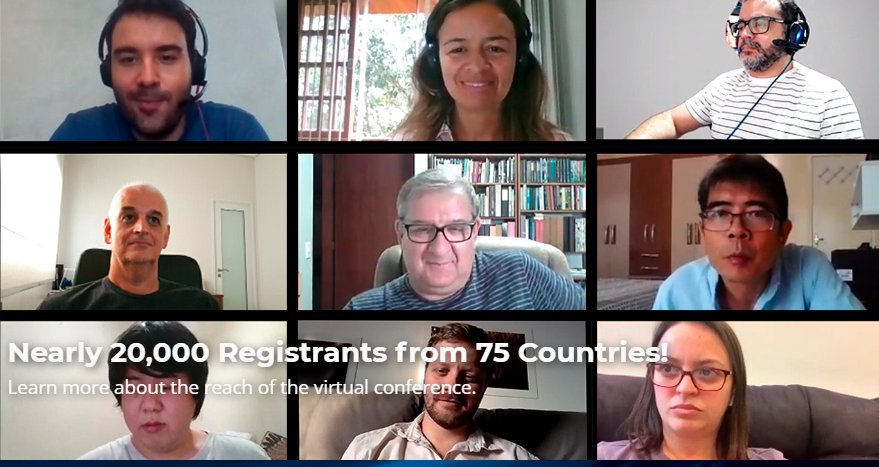 Nearly 20,000 Registrants from 75 Countries!
Learn more about the reach of the virtual conference.